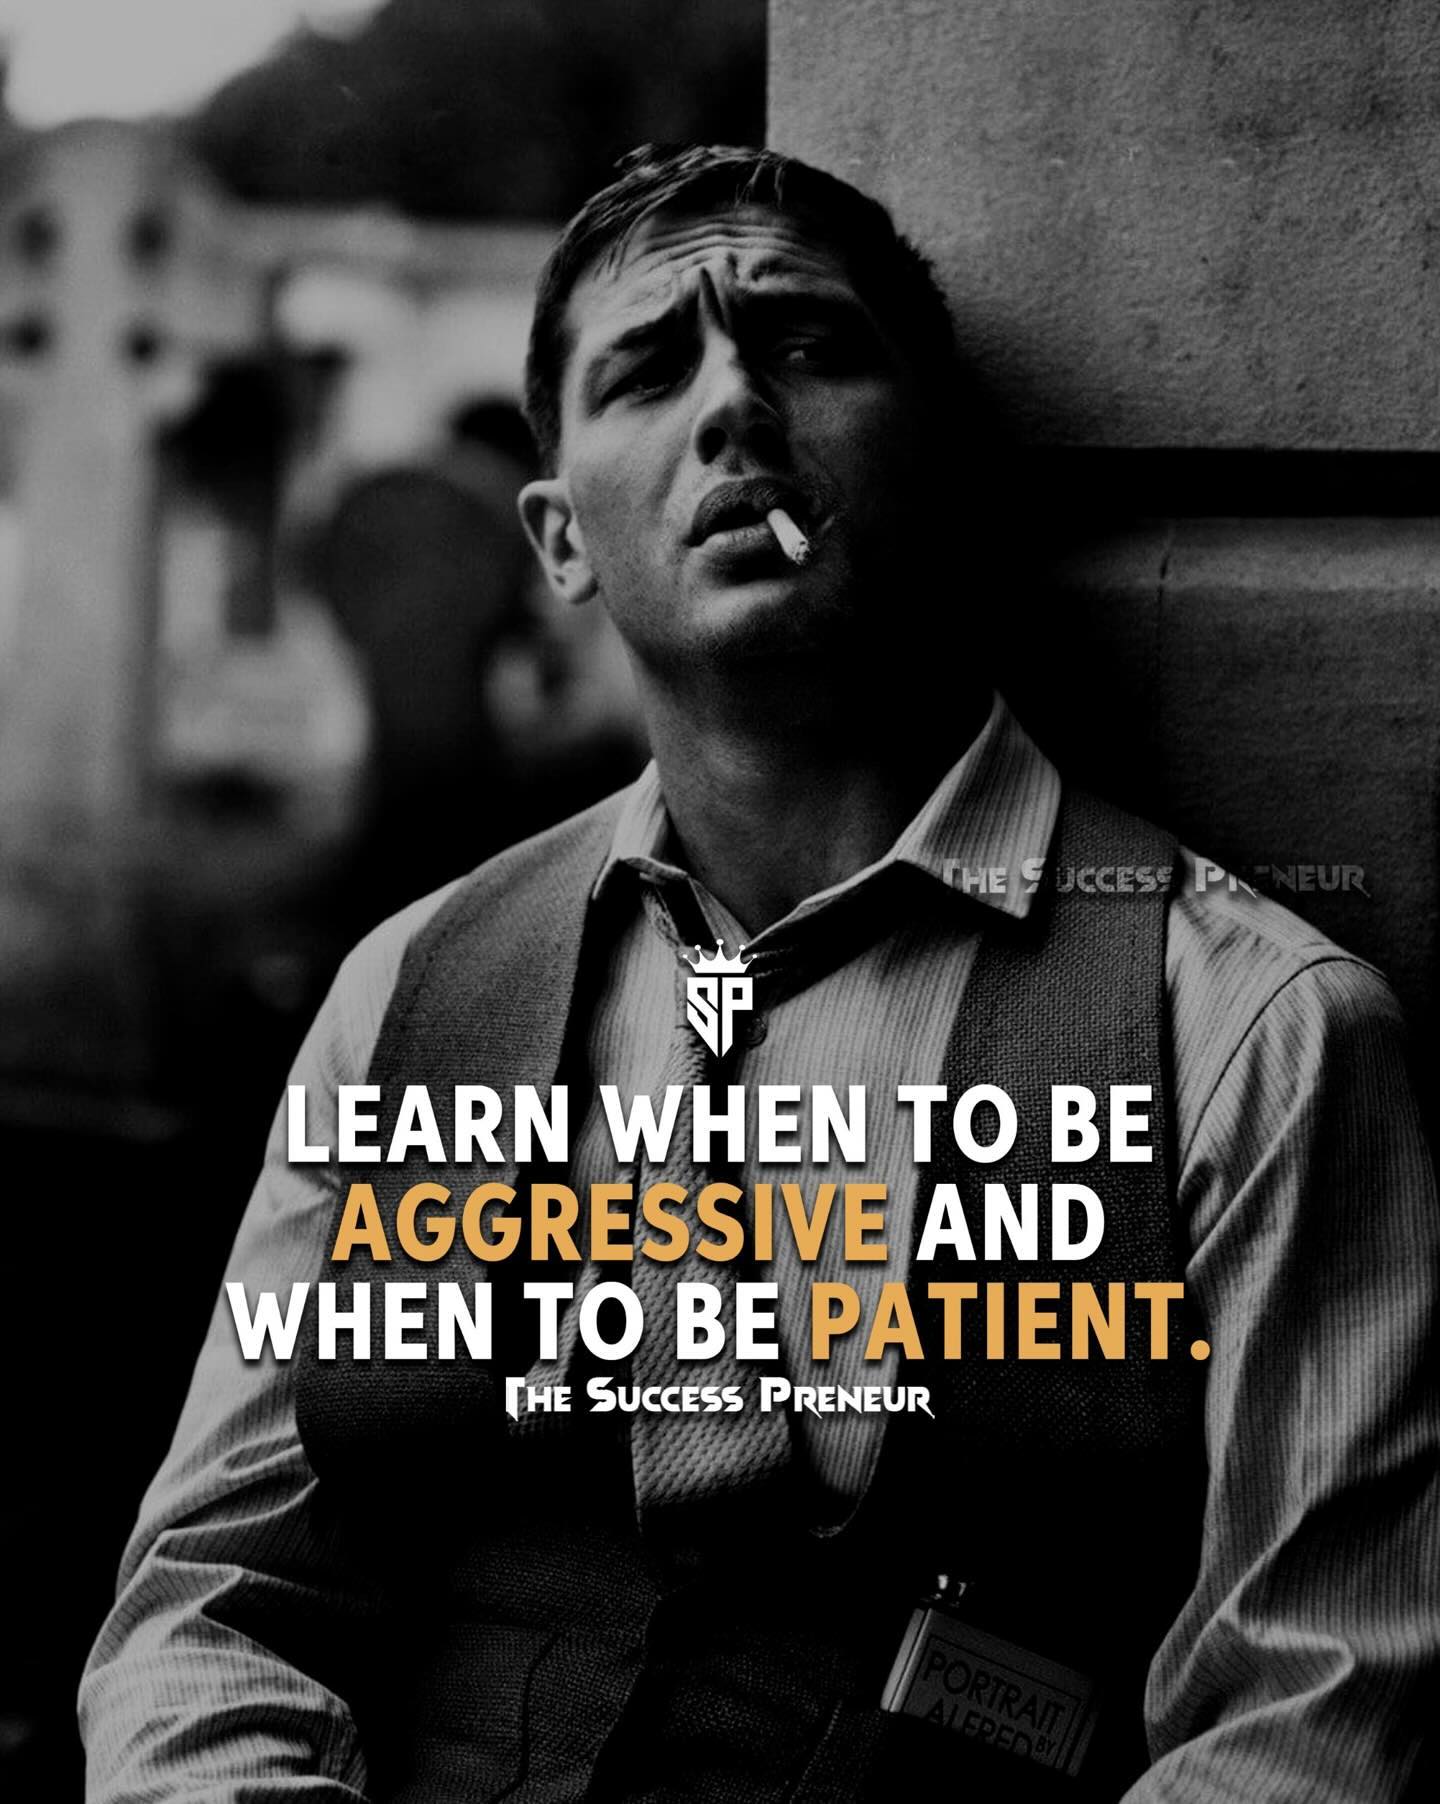 The Success Preneur
SP
LEARN WHEN TO BE
AGGRESSIVE AND
WHEN TO BE PATIENT.
The Success Preneur
PORTRAIT
ALFRED BY